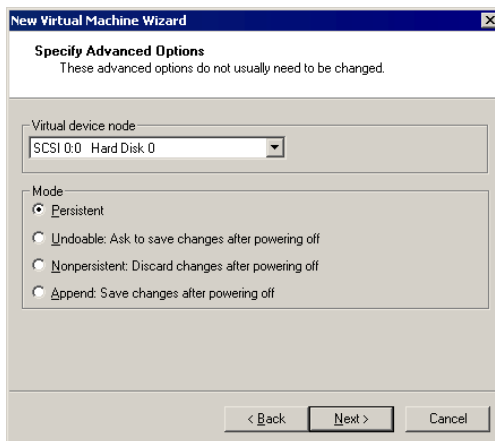 New Virtual Machine Wizard
Specify Advanced Options
These advanced options do not usually need to be changed.
Virtual device node
SCSI 0:0 Hard Disk 0
Mode
Persistent
Undoable: Ask to save changes after powering off
Nonpersistent: Discard changes after powering off
Append: Save changes after powering off
< Back Next > Cancel